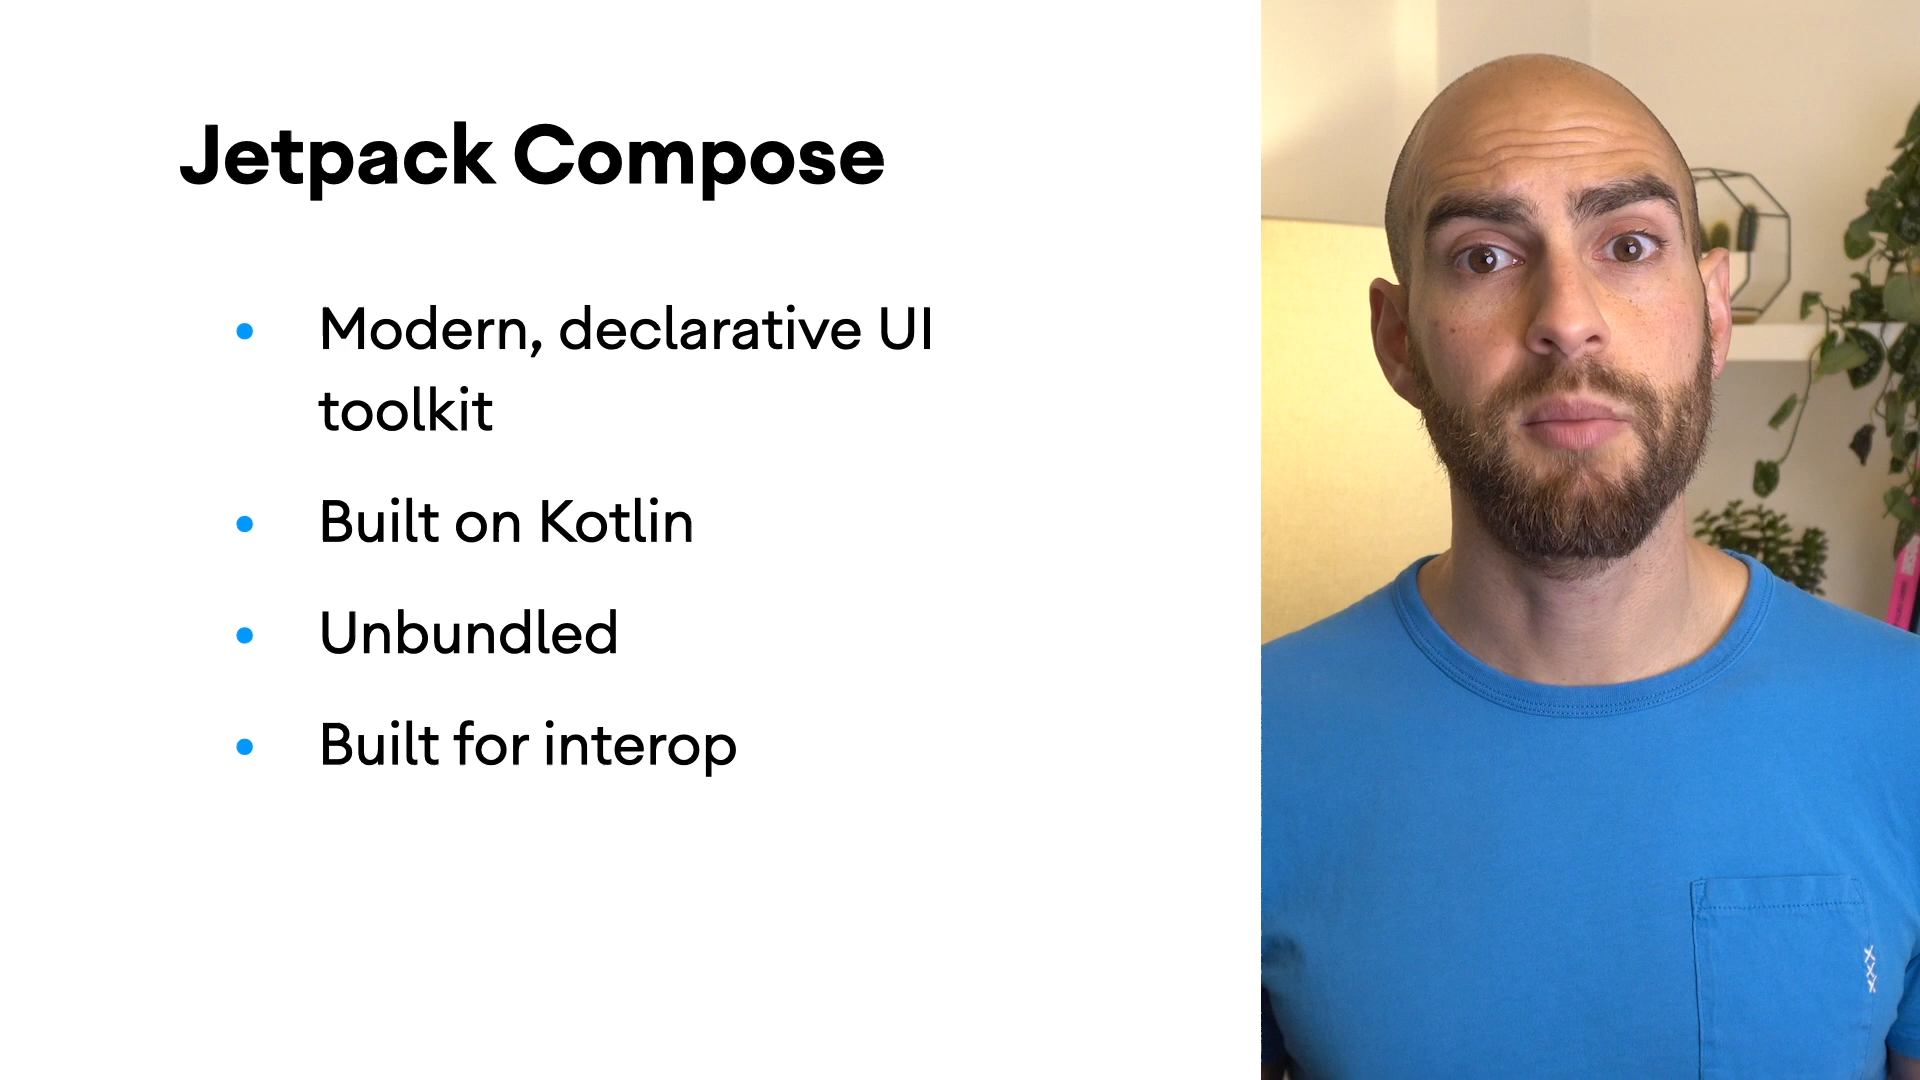 Jetpack Compose
• Modern, declarative UI
toolkit
• Built on Kotlin
• Unbundled
• Built for interop